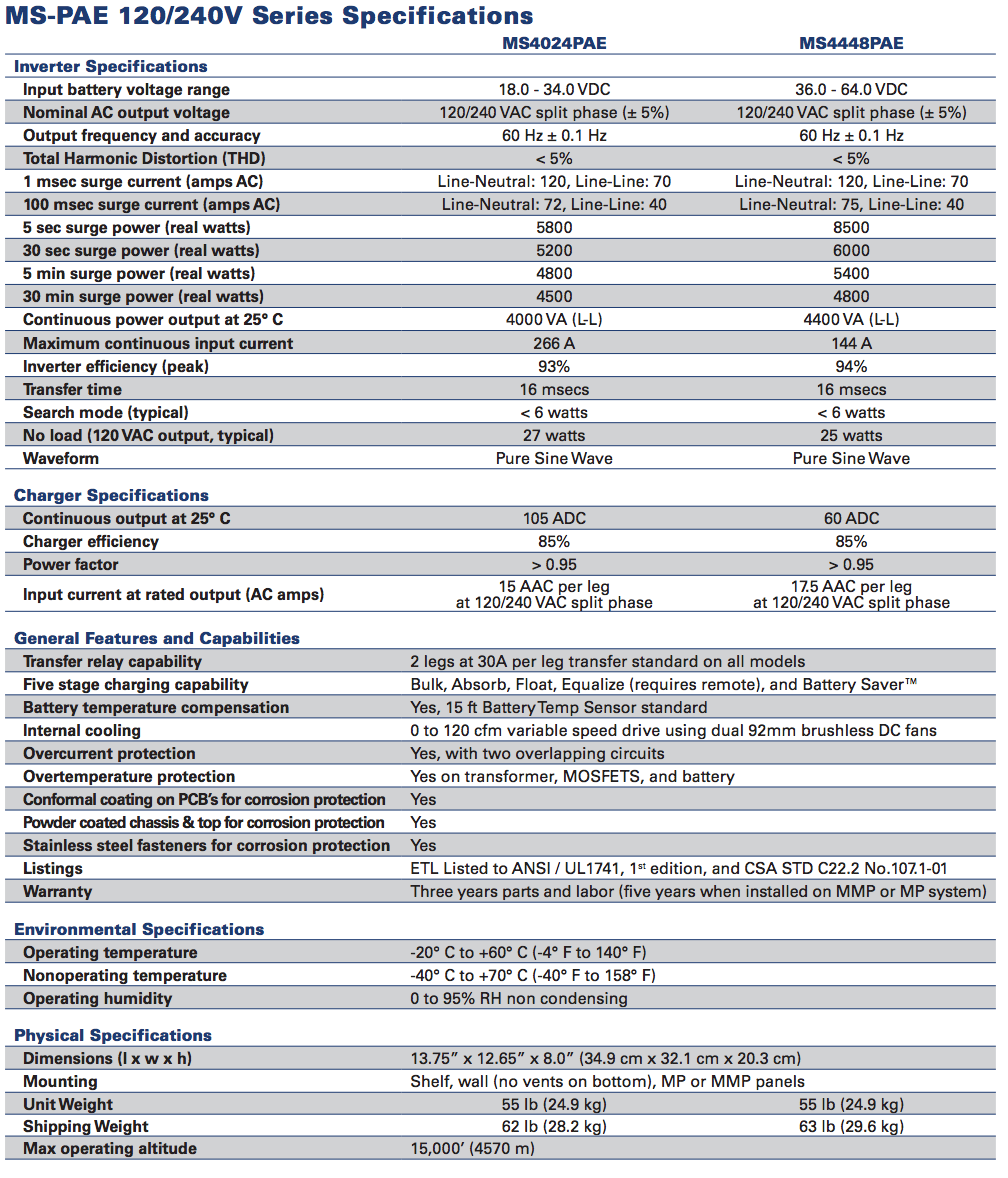 MS-PAE 120/240V Series Specifications
MS4024PAE MS4448PAE
Inverter Specifications
Input battery voltage range 18.0 - 34.0 VDC 36.0 - 64.0 VDC
Nominal AC output voltage 120/240 VAC split phase (± 5%) 120/240 VAC split phase (± 5%)
Output frequency and accuracy 60 Hz ± 0.1 Hz 60 Hz ± 0.1 Hz
Total Harmonic Distortion (THD) < 5% < 5%
1 msec surge current (amps AC) Line-Neutral: 120, Line-Line: 70 Line-Neutral: 120, Line-Line: 70
100 msec surge current (amps AC) Line-Neutral: 72, Line-Line: 40 Line-Neutral: 75, Line-Line: 40
5 sec surge power (real watts) 5800 8500
30 sec surge power (real watts) 5200 6000
5 min surge power (real watts) 4800 5400
30 min surge power (real watts) 4500 4800
Continuous power output at 25° C 4000 VA (L-L) 4400 VA (L-L)
Maximum continuous input current 266 A 144 A
Inverter efficiency (peak) 93% 94%
Transfer time 16 msecs 16 msecs
Search mode (typical) < 6 watts < 6 watts
No load (120 VAC output, typical) 27 watts 25 watts
Waveform Pure Sine Wave Pure Sine Wave
Charger Specifications
Continuous output at 25° C 105 ADC 60 ADC
Charger efficiency 85% 85%
Power factor > 0.95 > 0.95
Input current at rated output (AC amps) 15 AAC per leg 17.5 AAC per leg
at 120/240 VAC split phase at 120/240 VAC split phase
General Features and Capabilities
Transfer relay capability 2 legs at 30A per leg transfer standard on all models
Five stage charging capability Bulk, Absorb, Float, Equalize (requires remote), and Battery Saver™
Battery temperature compensation Yes, 15 ft Battery Temp Sensor standard
Internal cooling 0 to 120 cfm variable speed drive using dual 92mm brushless DC fans
Overcurrent protection Yes, with two overlapping circuits
Overtemperature protection Yes on transformer, MOSFETS, and battery
Conformal coating on PCB's for corrosion protection Yes
Powder coated chassis & top for corrosion protection Yes
Stainless steel fasteners for corrosion protection Yes
Listings ETL Listed to ANSI / UL1741, 1st edition, and CSA STD C22.2 No.107.1-01
Warranty Three years parts and labor (five years when installed on MMP or MP system)
Environmental Specifications
Operating temperature -20° C to +60° C (-4° F to 140° F)
Nonoperating temperature -40° C to +70° C (-40° F to 158° F)
Operating humidity 0 to 95% RH non condensing
Physical Specifications
Dimensions (l x w x h) 13.75″ x 12.65″ x 8.0″ (34.9 cm x 32.1 cm x 20.3 cm)
Mounting Shelf, wall (no vents on bottom), MP or MMP panels
Unit Weight 55 lb (24.9 kg) 55 lb (24.9 kg)
Shipping Weight 62 lb (28.2 kg) 63 lb (29.6 kg)
Max operating altitude 15,000′ (4570 m)